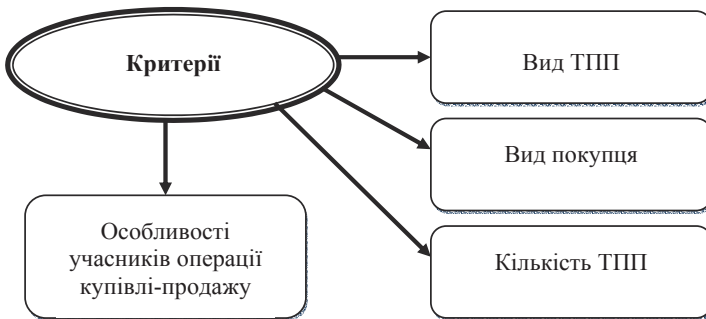 Критерії
Вид ТПП
Вид покупця
Кількість ТПП
Особливості
учасників операції
купівлі-продажу